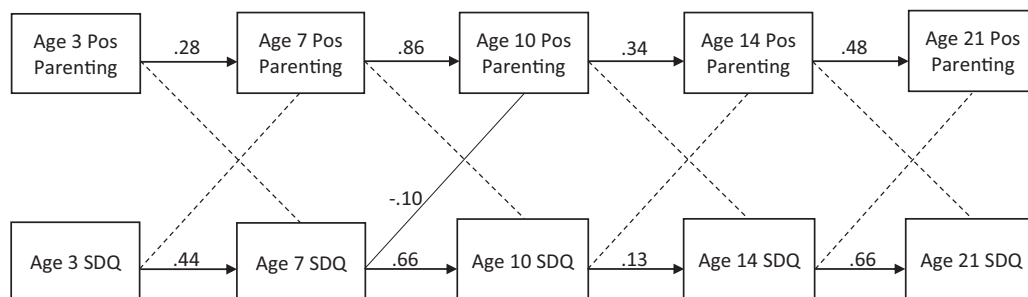 Age 3 Pos
Parenting
.28
Age 7 Pos
Parenting
.86
Age 10 Pos
Parenting
.34
Age 14 Pos
Parenting
.48
Age 21 Pos
Parenting
-.10
Age 3 SDQ
.44
Age 7 SDQ
.66
Age 10 SDQ
.13
Age 14 SDQ
.66
Age 21 SDQ